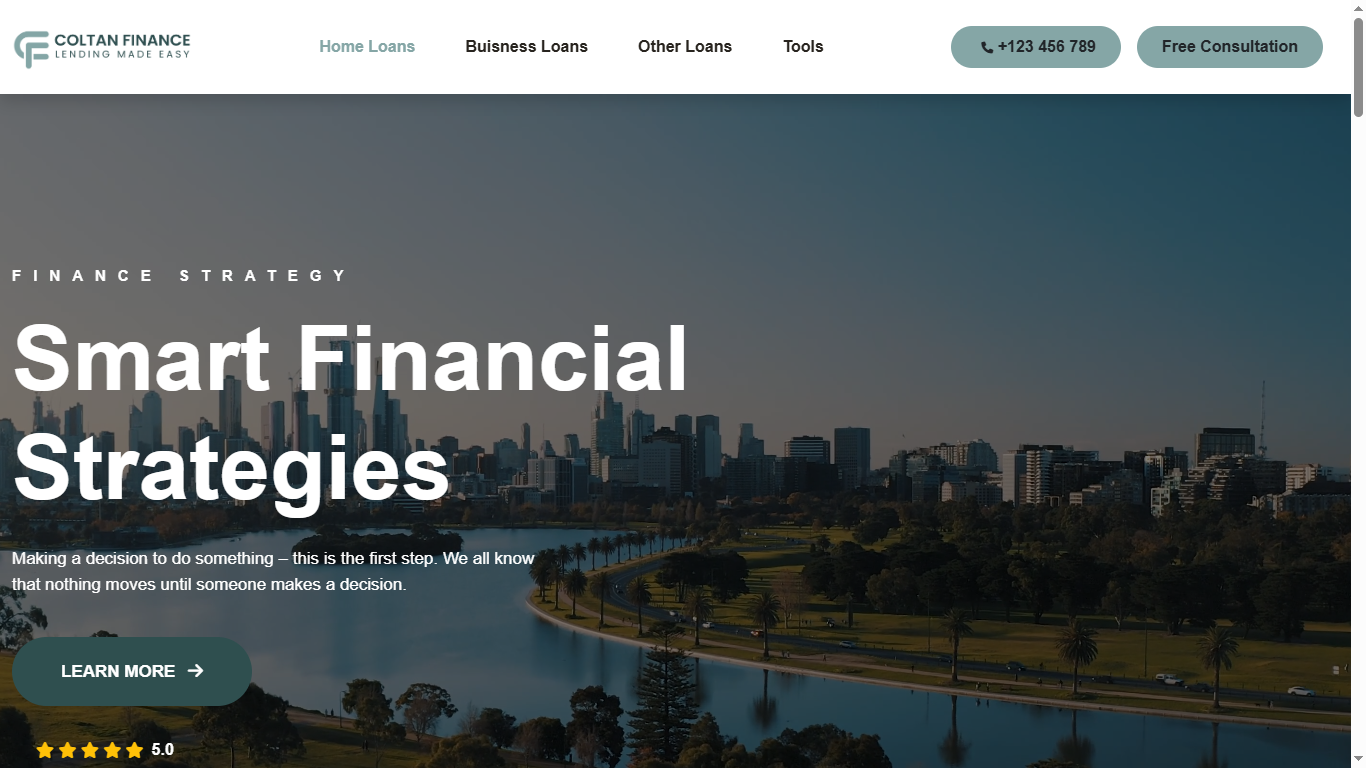 COLTAN FINANCE
LENDING MADE EASY
Home Loans
Buisness Loans
Other Loans
Tools
+123 456 789
Free Consultation
FINANCE STRATEGY
Smart Financial
Strategies
Making a decision to do something – this is the first step. We all know
that nothing moves until someone makes a decision.
LEARN MORE
5.0